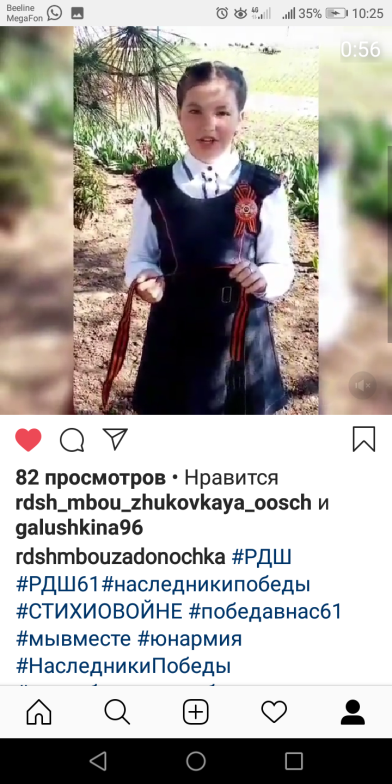 Beeline
MegaFon
4G
35%
10:25
0:56
82 просмотров • Нравится
rdsh_mbou_zhukovkaya_oosch и
galushkina96
rdshmbouzadonochka #РДШ
#РДШ61#наследникипобеды
#СТИХИОВОЙНЕ #победавнас61
#мывместе #юнармия
#НаследникиПобеды